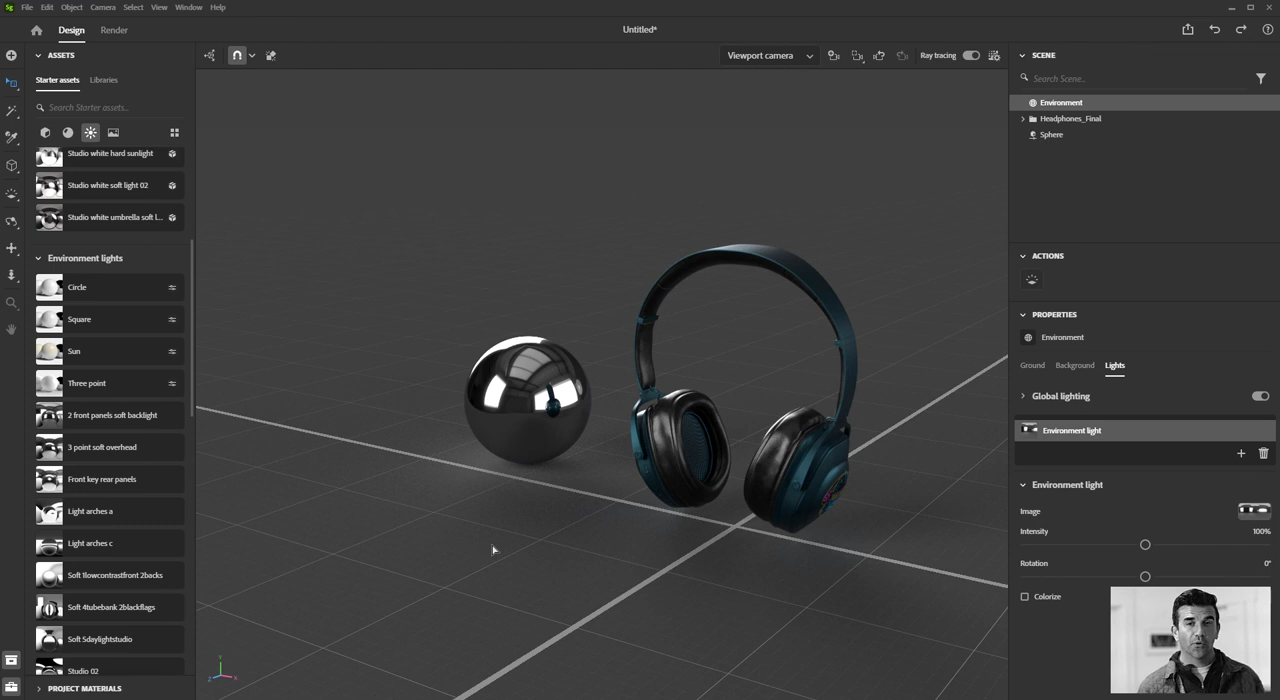 Sg File Edit Object Camera Select View Window Help
Design Render Untitled*
ASSETS
Starter assets Libraries
Search Starter assets..
Studio white hard sunlight
Studio white soft light 02
Studio white umbrella soft l...
Environment lights
Circle
Square
Sun
Three point
2 front panels soft backlight
3 point soft overhead
Front key rear panels
Light arches a
Light arches c
Soft 1lowcontrastfront 2backs
Soft 4tubebank 2blackflags
Soft 5daylightstudio
Studio 02
PROJECT MATERIALS
Viewport camera
Ray tracing
Y
Z X
SCENE
Search Scene...
Environment
Headphones_Final
Sphere
ACTIONS
PROPERTIES
Environment
Ground Background Lights
Global lighting
Environment light
Environment light
Image
Intensity 100%
Rotation 0°
Colorize